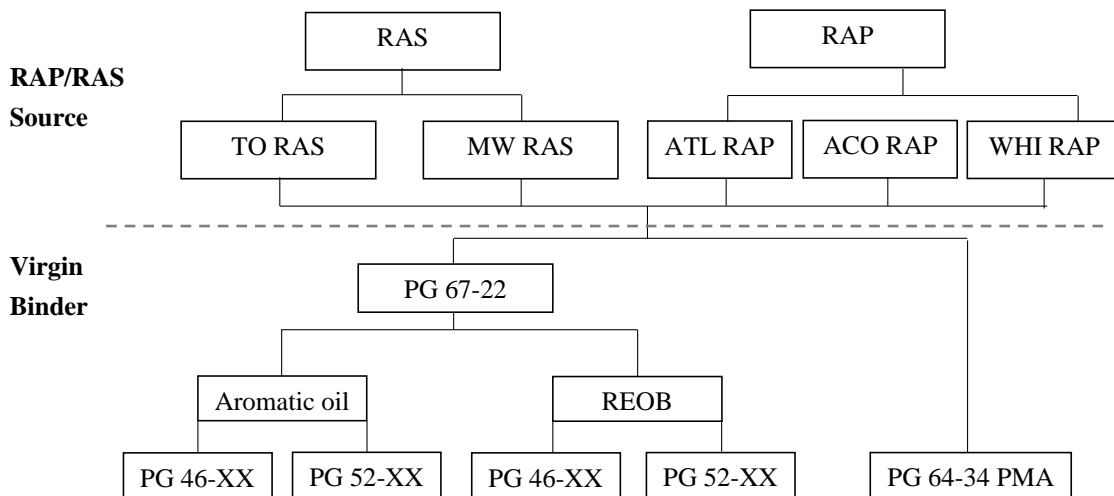 RAS
RAP
RAP/RAS
Source
TO RAS
MW RAS
ATL RAP
ACO RAP
WHI RAP
Virgin
Binder
PG 67-22
Aromatic oil
REOB
PG 46-XX
PG 52-XX
PG 46-XX
PG 52-XX
PG 64-34 PMA